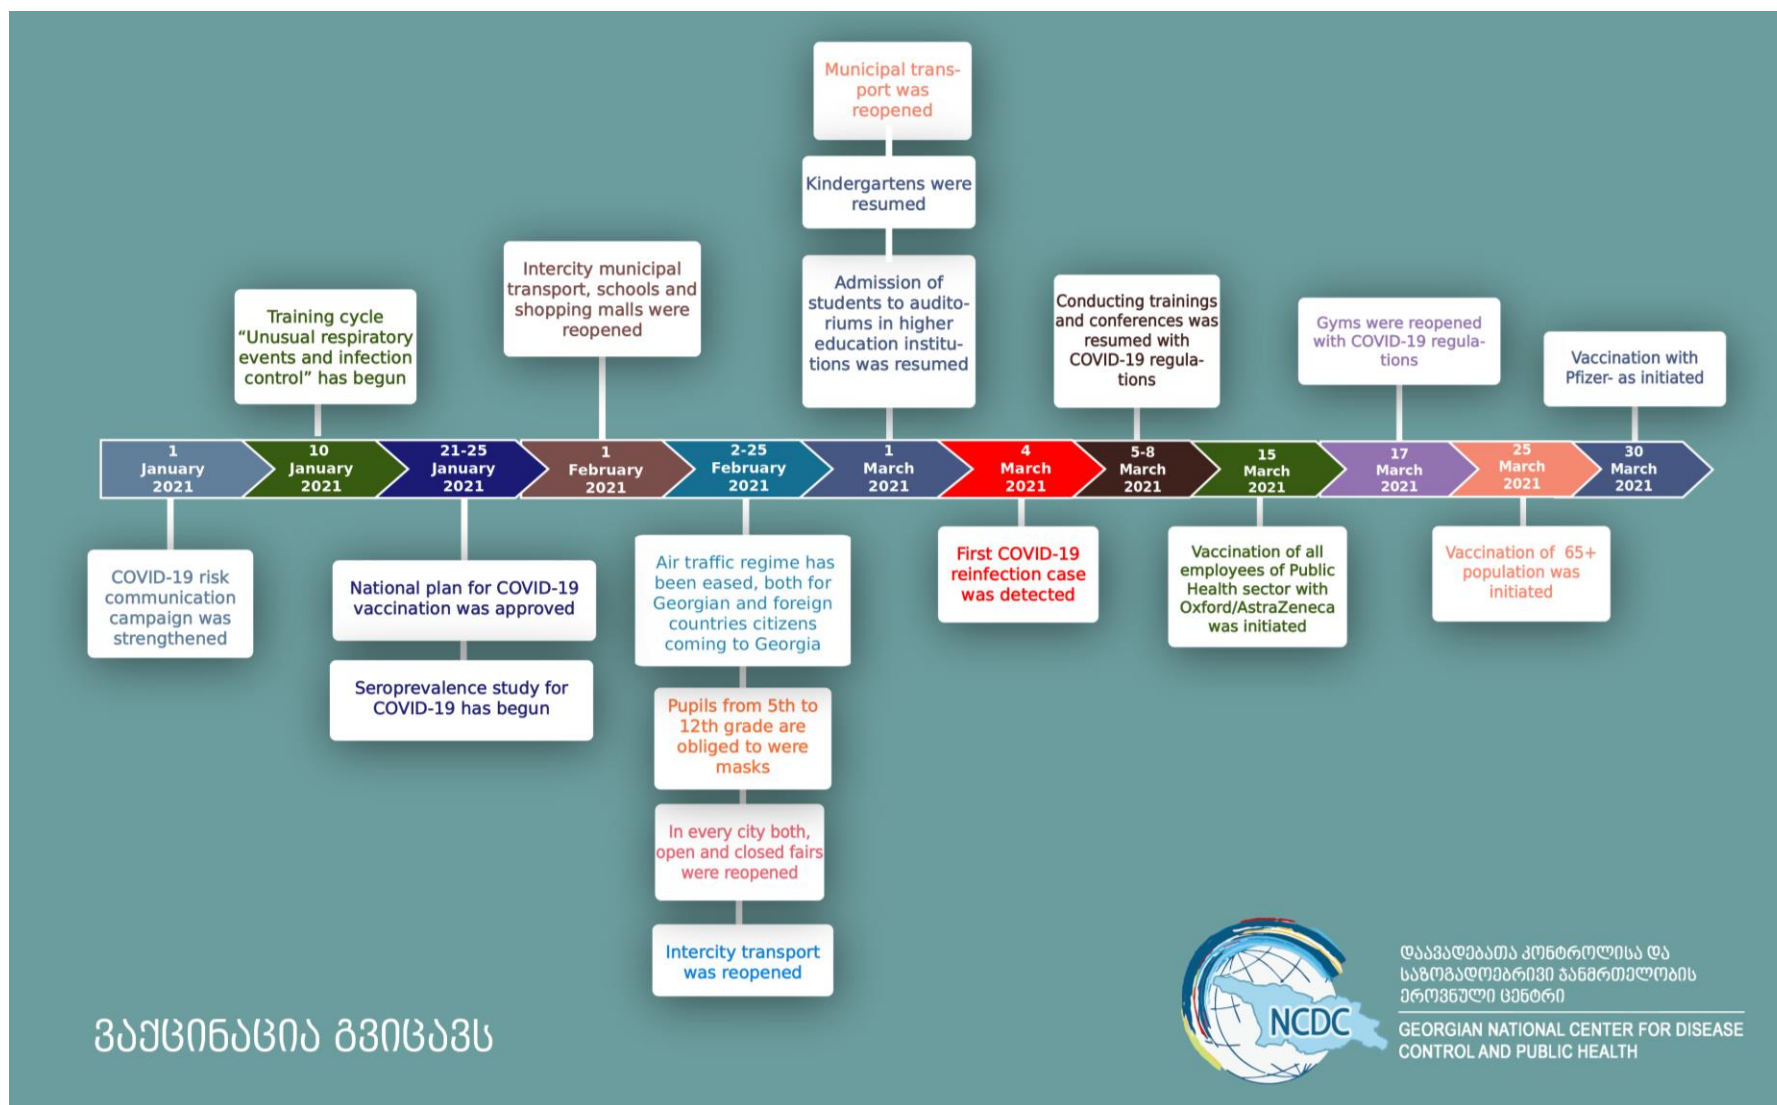 Municipal trans-
port was
reopened
Kindergartens were
resumed
Admission of
students to audito-
riums in higher
education institu-
tions was resumed
Training cycle
“Unusual respiratory
events and infection
control” has begun
Intercity municipal
transport, schools and
shopping malls were
reopened
Conducting trainings
and conferences was
resumed with
COVID-19 regula-
tions
Gyms were reopened
with COVID-19 regula-
tions
Vaccination with
Pfizer- as initiated
1
January
2021
10
January
2021
21-25
January
2021
1
February
2021
2-25
February
2021
1
March
2021
4
March
2021
5-8
March
2021
15
March
2021
17
March
2021
25
March
2021
30
March
2021
COVID-19 risk
communication
campaign was
strengthened
National plan for COVID-19
vaccination was approved
Seroprevalence study for
COVID-19 has begun
Air traffic regime has
been eased, both for
Georgian and foreign
countries citizens
coming to Georgia
Pupils from 5th to
12th grade are
obliged to were
masks
In every city both,
open and closed fairs
were reopened
Intercity transport
was reopened
First COVID-19
reinfection case
was detected
Vaccination of all
employees of Public
Health sector with
Oxford/AstraZeneca
was initiated
Vaccination of 65+
population was
initiated
ვაქცინაცია გვიცავს
NCDC
დაავადებათა კონტროლისა და
საზოგადოებრივი ჯანმრთელობის
ეროვნული ცენტრი
GEORGIAN NATIONAL CENTER FOR DISEASE
CONTROL AND PUBLIC HEALTH